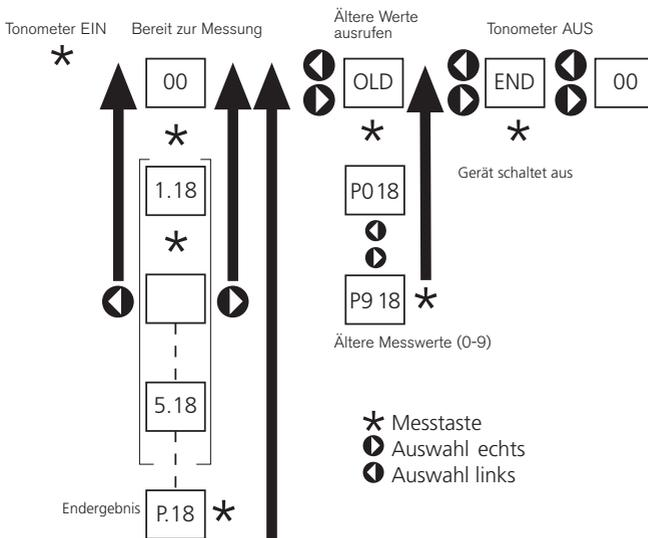 Tonometer EIN
Bereit zur Messung
Ältere Werte
ausrufen
Tonometer AUS
00
OLD
END
00
Gerät schaltet aus
1.18
P0 18
P9 18
Ältere Messwerte (0-9)
5.18
Messtaste
Auswahl echts
Auswahl links
Endergebnis
P.18